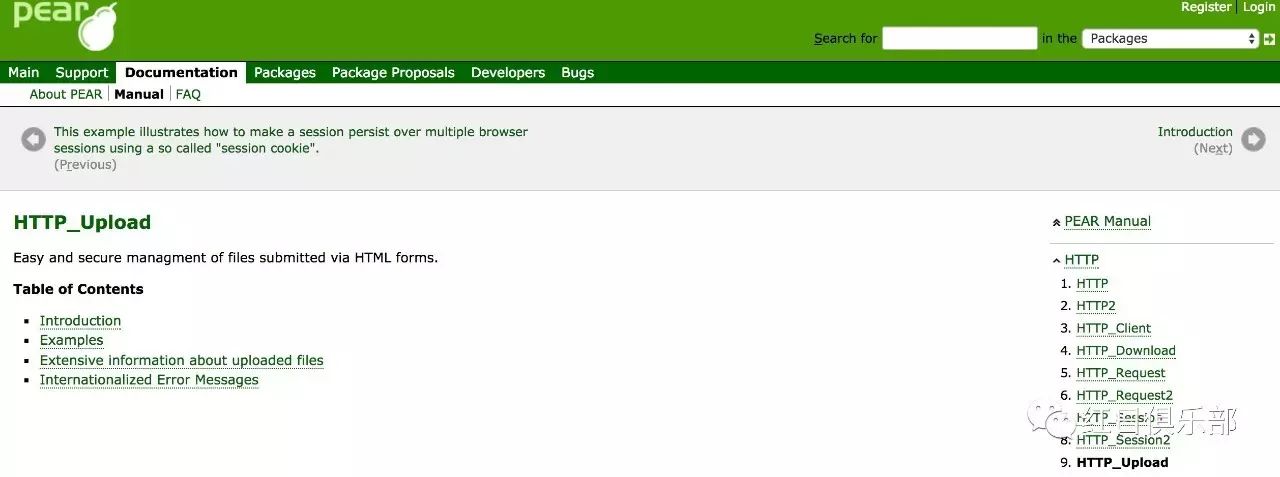 pear
Register Login
Search for in the Packages
Main Support Documentation Packages Package Proposals Developers Bugs
About PEAR Manual FAQ
This example illustrates how to make a session persist over multiple browser
sessions using a so called "session cookie".
(Previous)
Introduction
(Next)
HTTP_Upload
Easy and secure managment of files submitted via HTML forms.
Table of Contents
Introduction
Examples
Extensive information about uploaded files
Internationalized Error Messages
PEAR Manual
HTTP
1. HTTP
2. HTTP2
3. HTTP_Client
4. HTTP_Download
5. HTTP_Request
6. HTTP_Request2
7. HTTP_Session
8. HTTP_Session2
9. HTTP_Upload
红日俱乐部